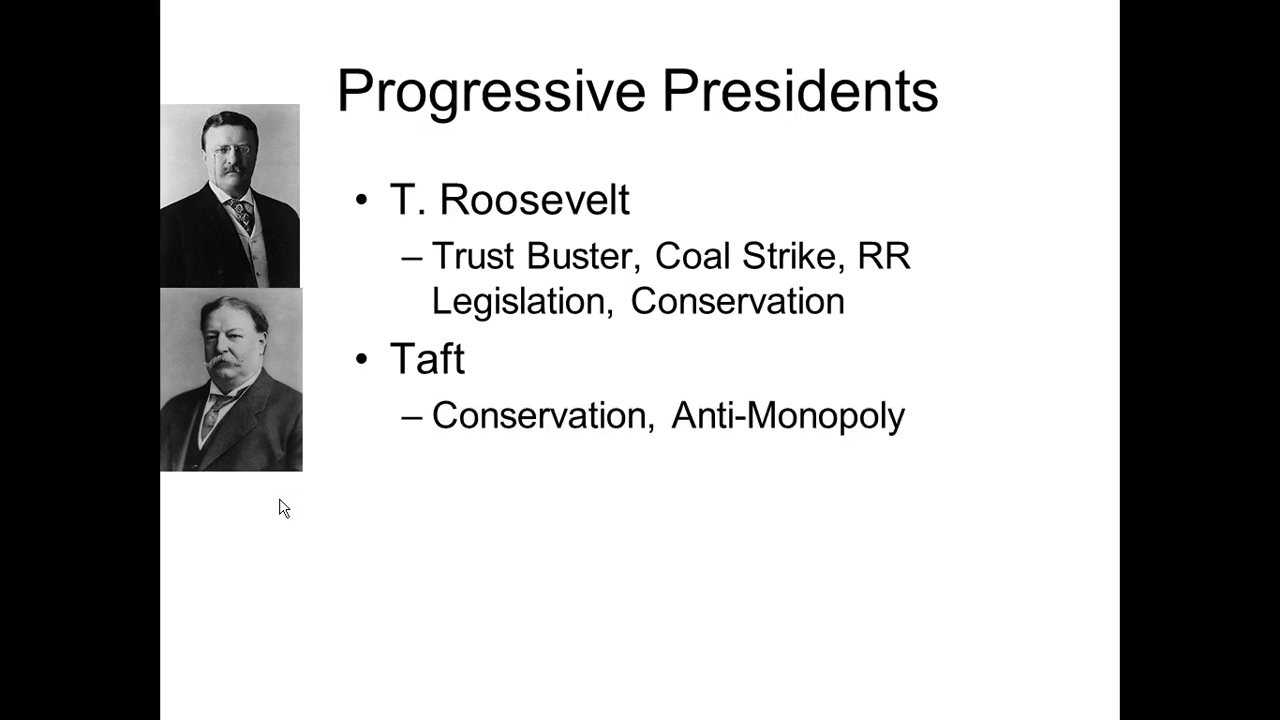 Progressive Presidents
• T. Roosevelt
– Trust Buster, Coal Strike, RR
Legislation, Conservation
• Taft
– Conservation, Anti-Monopoly